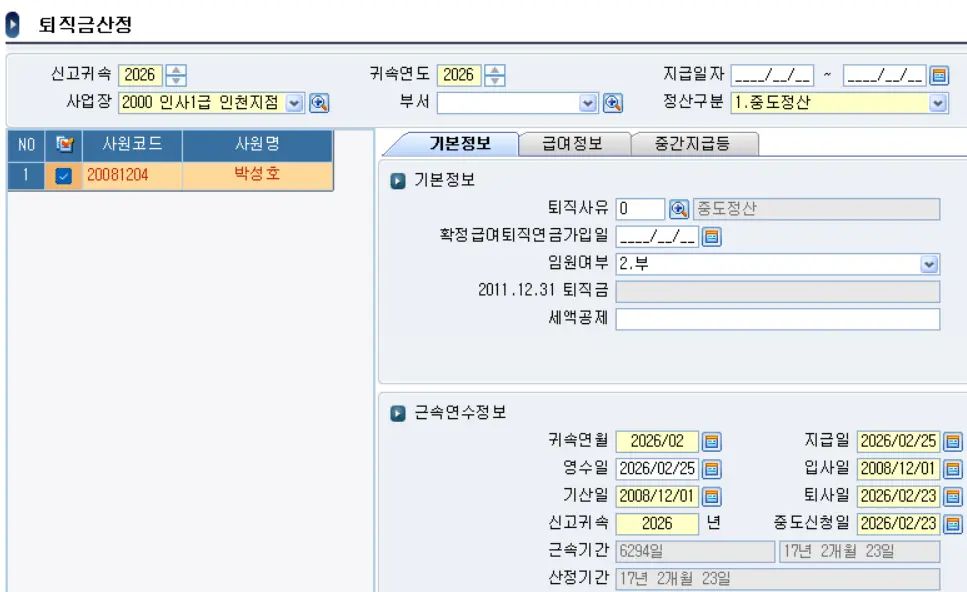 퇴직금산정
신고귀속 2026 귀속연도 2026 지급일자 ____/__/__ ~ ____/__/__
사업장 2000 인사1급 인천지점 부서 정산구분 1.중도정산
NO 사원코드 사원명
1 20081204 박성호
기본정보 급여정보 중간지급등
기본정보
퇴직사유 0 중도정산
확정급여퇴직연금가입일 ____/__/__
임원여부 2.부
2011.12.31 퇴직금
세액공제
근속연수정보
귀속연월 2026/02 지급일 2026/02/25
영수일 2026/02/25 입사일 2008/12/01
기산일 2008/12/01 퇴사일 2026/02/23
신고귀속 2026 년 중도신청일 2026/02/23
근속기간 6294일 17년 2개월 23일
산정기간 17년 2개월 23일